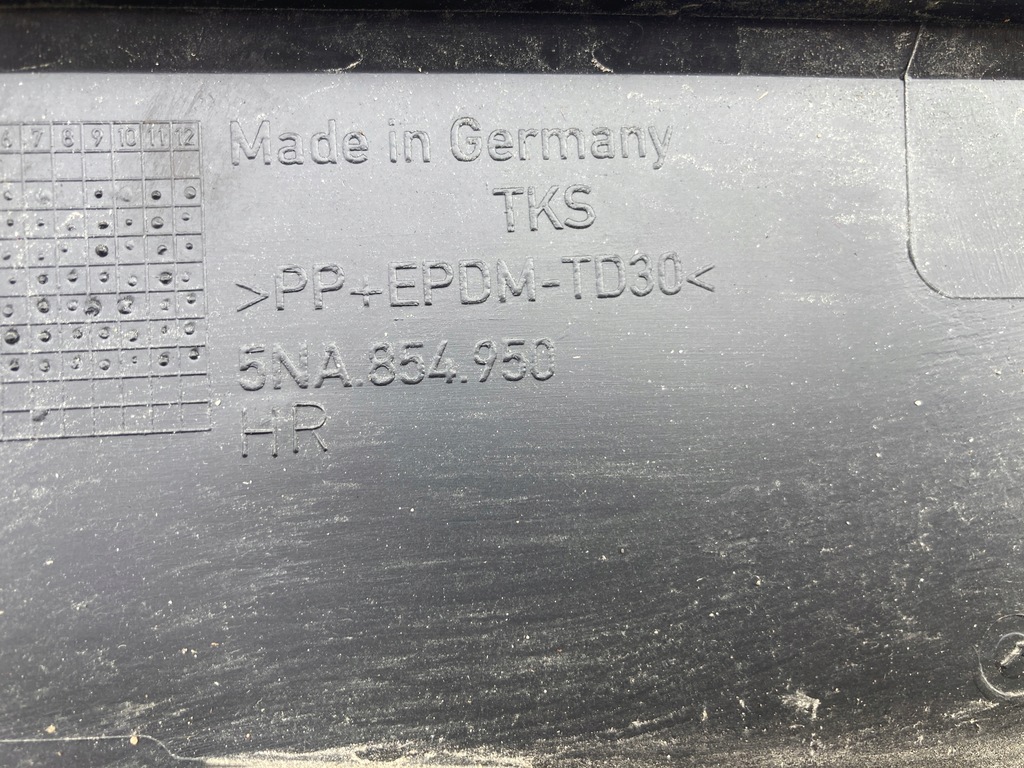 6 7 8 9 10 11 12
Made in Germany
TKS
>PP+EPDM-TD30<
5NA.854.950
HR